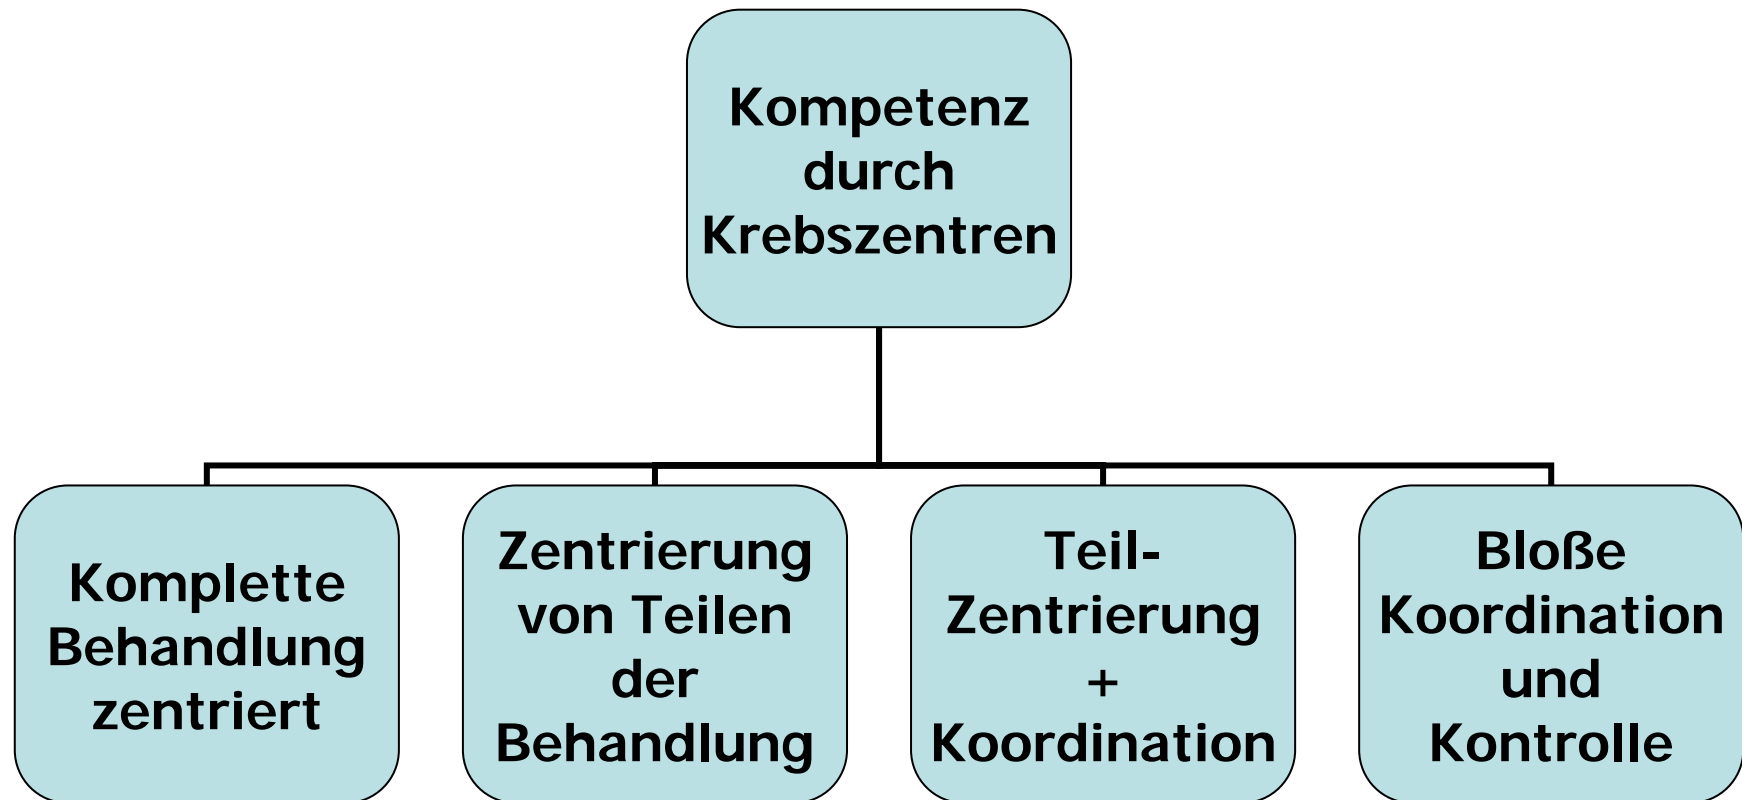 Kompetenz
durch
Krebszentren
Komplette
Behandlung
zentriert
Zentrierung
von Teilen
der
Behandlung
Teil-
Zentrierung
+
Koordination
Bloße
Koordination
und
Kontrolle